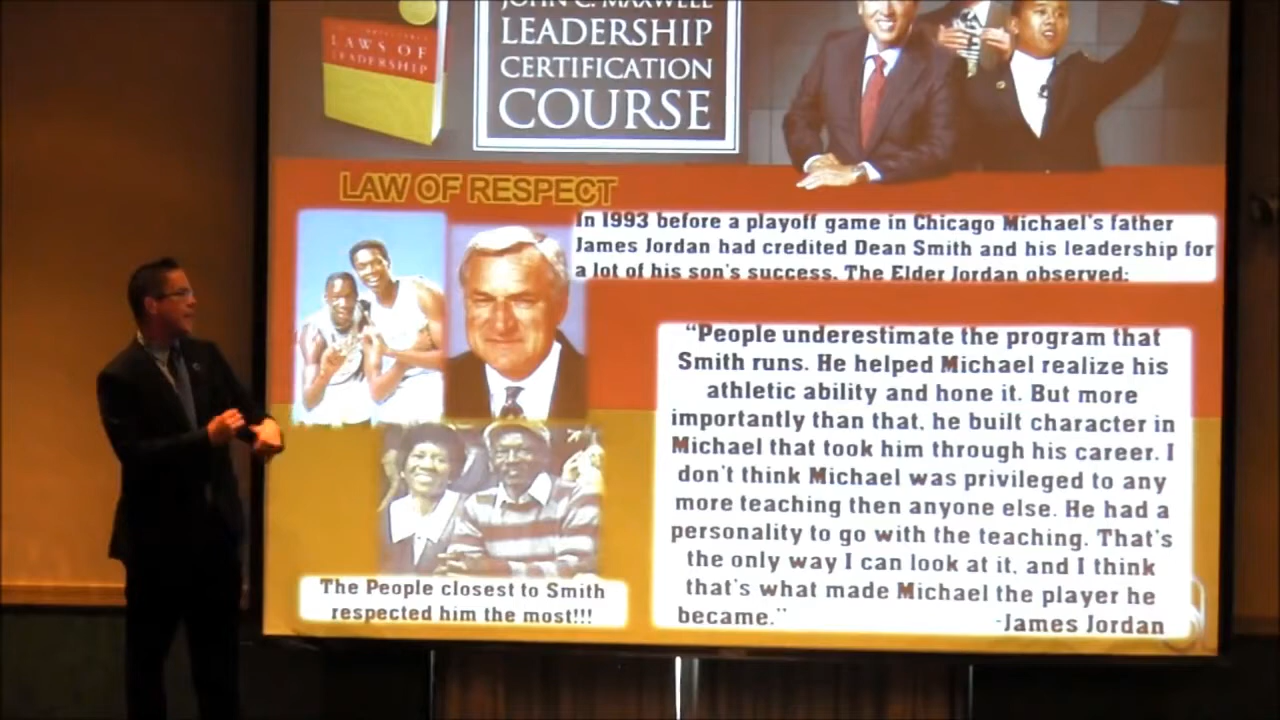 JOHN C. MAXWELL
LEADERSHIP
CERTIFICATION
COURSE
LAWS OF
LEADERSHIP
LAW OF RESPECT
In 1993 before a playoff game in Chicago Michael's father
James Jordan had credited Dean Smith and his leadership for
a lot of his son's success. The Elder Jordan observed:
“People underestimate the program that
Smith runs. He helped Michael realize his
athletic ability and hone it. But more
importantly than that, he built character in
Michael that took him through his career. I
don't think Michael was privileged to any
more teaching then anyone else. He had a
personality to go with the teaching. That's
the only way I can look at it, and I think
that's what made Michael the player he
became.”
-James Jordan
The People closest to Smith
respected him the most!!!